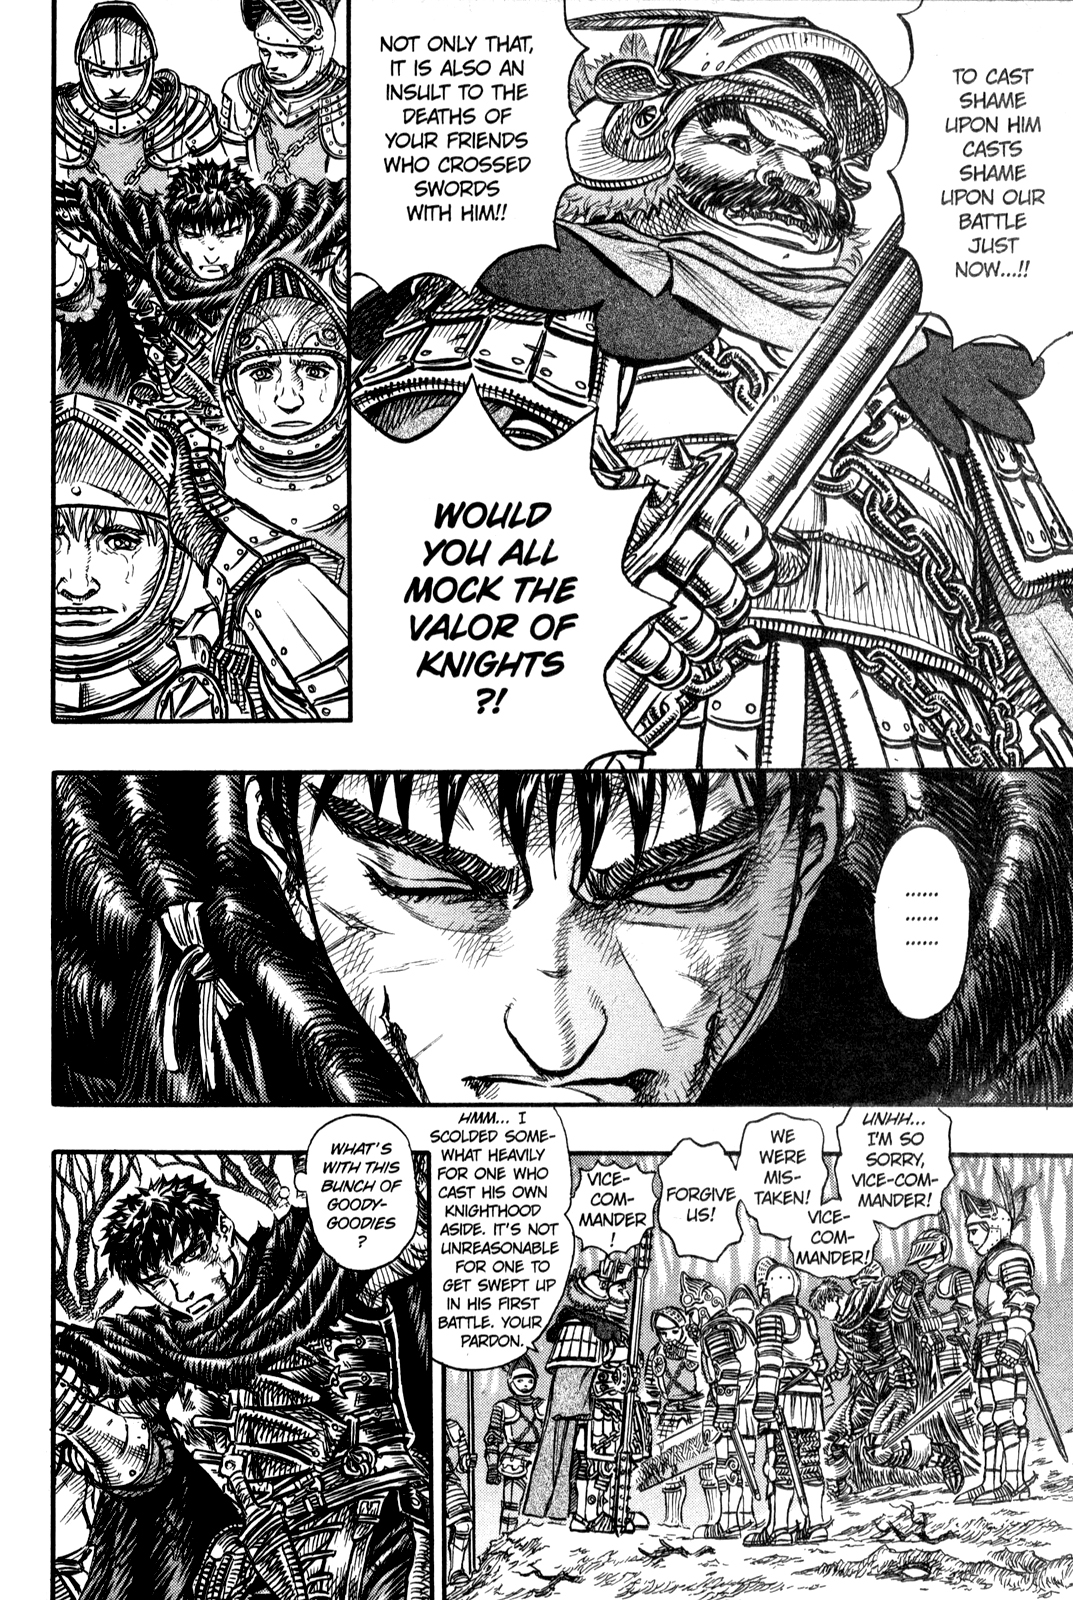 TO CAST
SHAME
UPON HIM
CASTS
SHAME
UPON OUR
BATTLE
JUST
NOW...!!
NOT ONLY THAT,
IT IS ALSO AN
INSULT TO THE
DEATHS OF
YOUR FRIENDS
WHO CROSSED
SWORDS
WITH HIM!!
WOULD
YOU ALL
MOCK THE
VALOR OF
KNIGHTS
?!
......
......
......
UNHH...
I'M SO
SORRY,
VICE-COM-
MANDER!
WE
WERE
MIS-
TAKEN!
VICE-
COM-
MANDER!
FORGIVE
US!
VICE-
COM-
MANDER
!
HMM... I
SCOLDED SOME-
WHAT HEAVILY
FOR ONE WHO
CAST HIS OWN
KNIGHTHOOD
ASIDE. IT'S NOT
UNREASONABLE
FOR ONE TO
GET SWEPT UP
IN HIS FIRST
BATTLE. YOUR
PARDON.
WHAT'S
WITH THIS
BUNCH OF
GOODY-
GOODIES
?